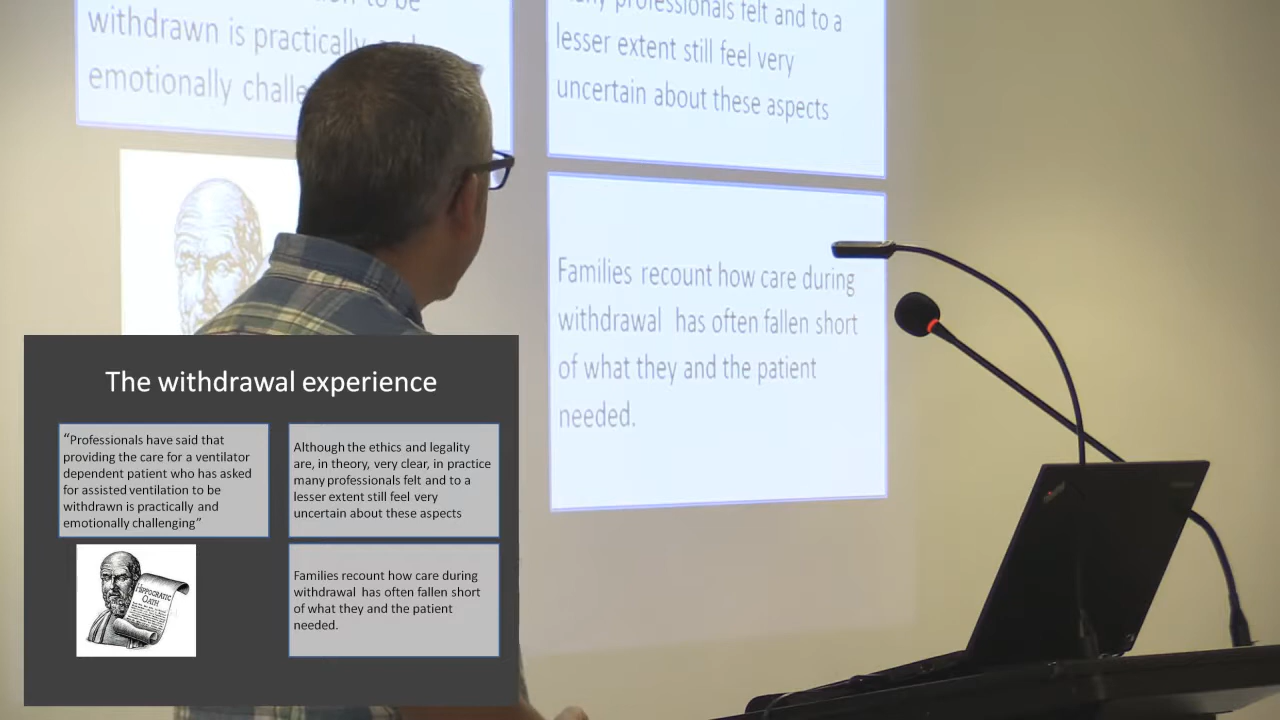 withdrawn is practically
emotionally challe
many professionals felt and to a
lesser extent still feel very
uncertain about these aspects
Families recount how care during
withdrawal has often fallen short
of what they and the patient
needed.
The withdrawal experience
“Professionals have said that
providing the care for a ventilator
dependent patient who has asked
for assisted ventilation to be
withdrawn is practically and
emotionally challenging”
Although the ethics and legality
are, in theory, very clear, in practice
many professionals felt and to a
lesser extent still feel very
uncertain about these aspects
HIPPOCRATIC
OATH
Families recount how care during
withdrawal has often fallen short
of what they and the patient
needed.